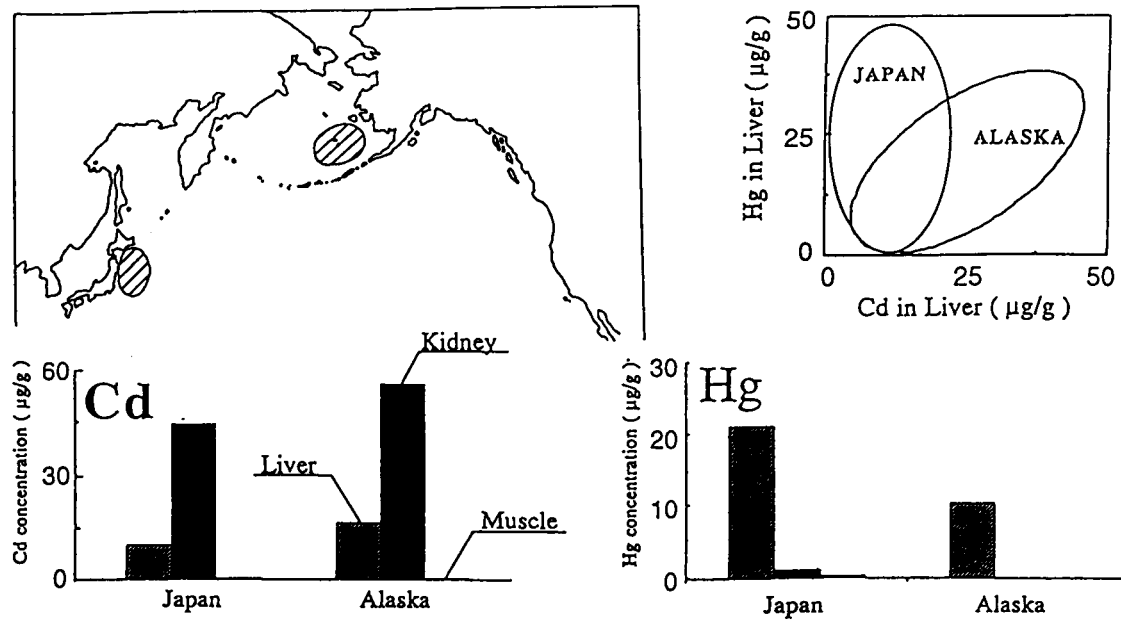 50
25
0
Hg in Liver ( μg/g )
JAPAN
ALASKA
0
25
50
Cd in Liver ( μg/g )
60
30
0
Cd concentration ( μg/g )
Cd
Kidney
Liver
Muscle
Japan
Alaska
30
20
10
0
Hg concentration ( μg/g )
Hg
Japan
Alaska